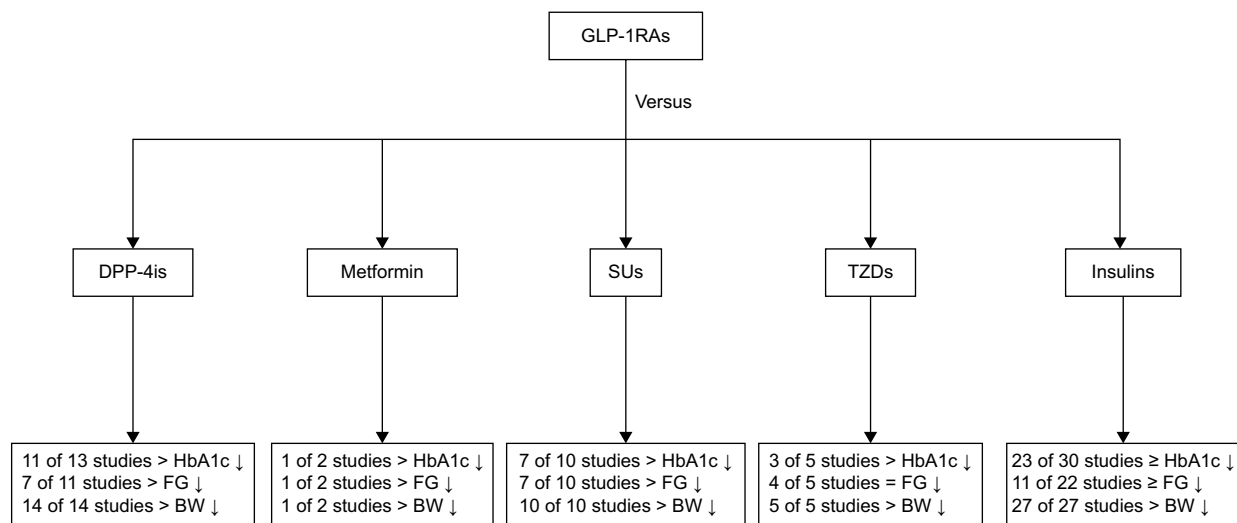 GLP-1RAs
Versus
DPP-4is
Metformin
SUs
TZDs
Insulins
11 of 13 studies > HbA1c ↓
7 of 11 studies > FG ↓
14 of 14 studies > BW ↓
1 of 2 studies > HbA1c ↓
1 of 2 studies > FG ↓
1 of 2 studies > BW ↓
7 of 10 studies > HbA1c ↓
7 of 10 studies > FG ↓
10 of 10 studies > BW ↓
3 of 5 studies > HbA1c ↓
4 of 5 studies = FG ↓
5 of 5 studies > BW ↓
23 of 30 studies ≥ HbA1c ↓
11 of 22 studies ≥ FG ↓
27 of 27 studies > BW ↓